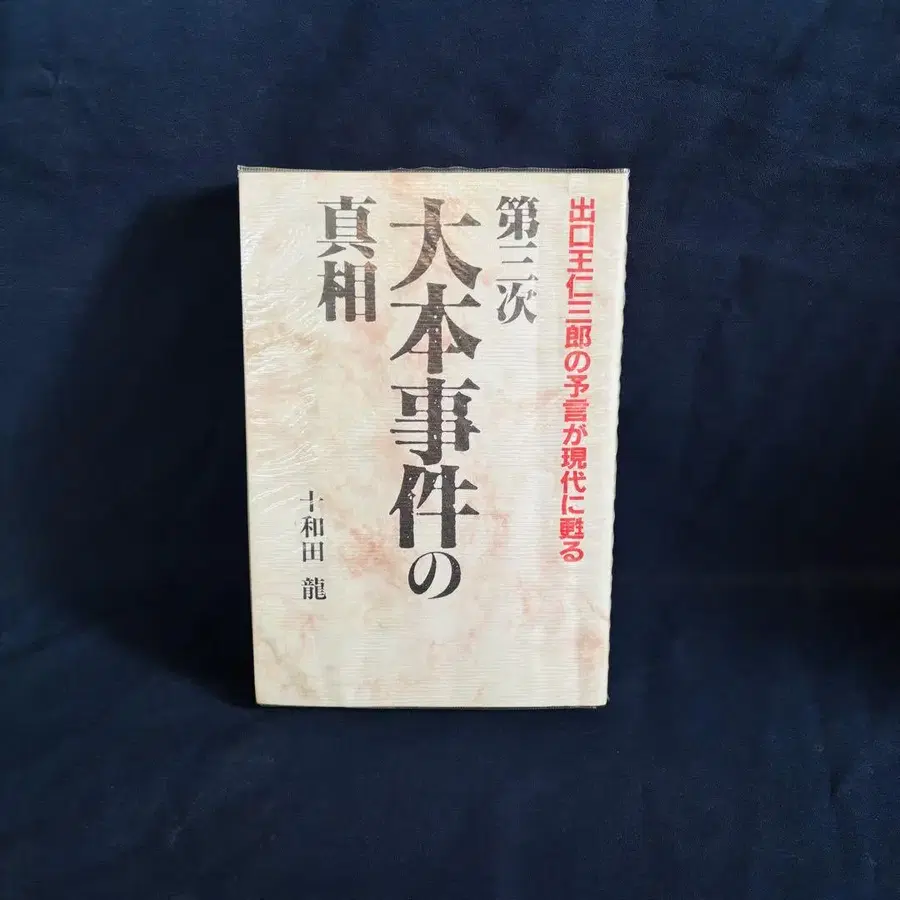 出口王仁三郎の予言が現代に甦る
第三次
大本事件の
真相
十和田 龍